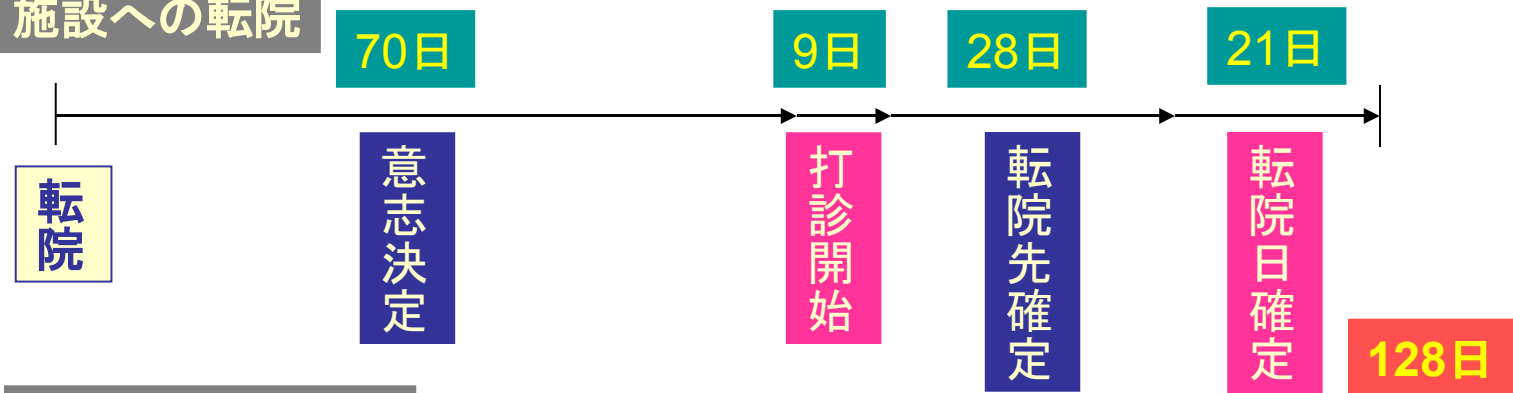 施設への転院
70日
9日
28日
21日
転院
意志決定
打診開始
転院先確定
転院日確定
128日